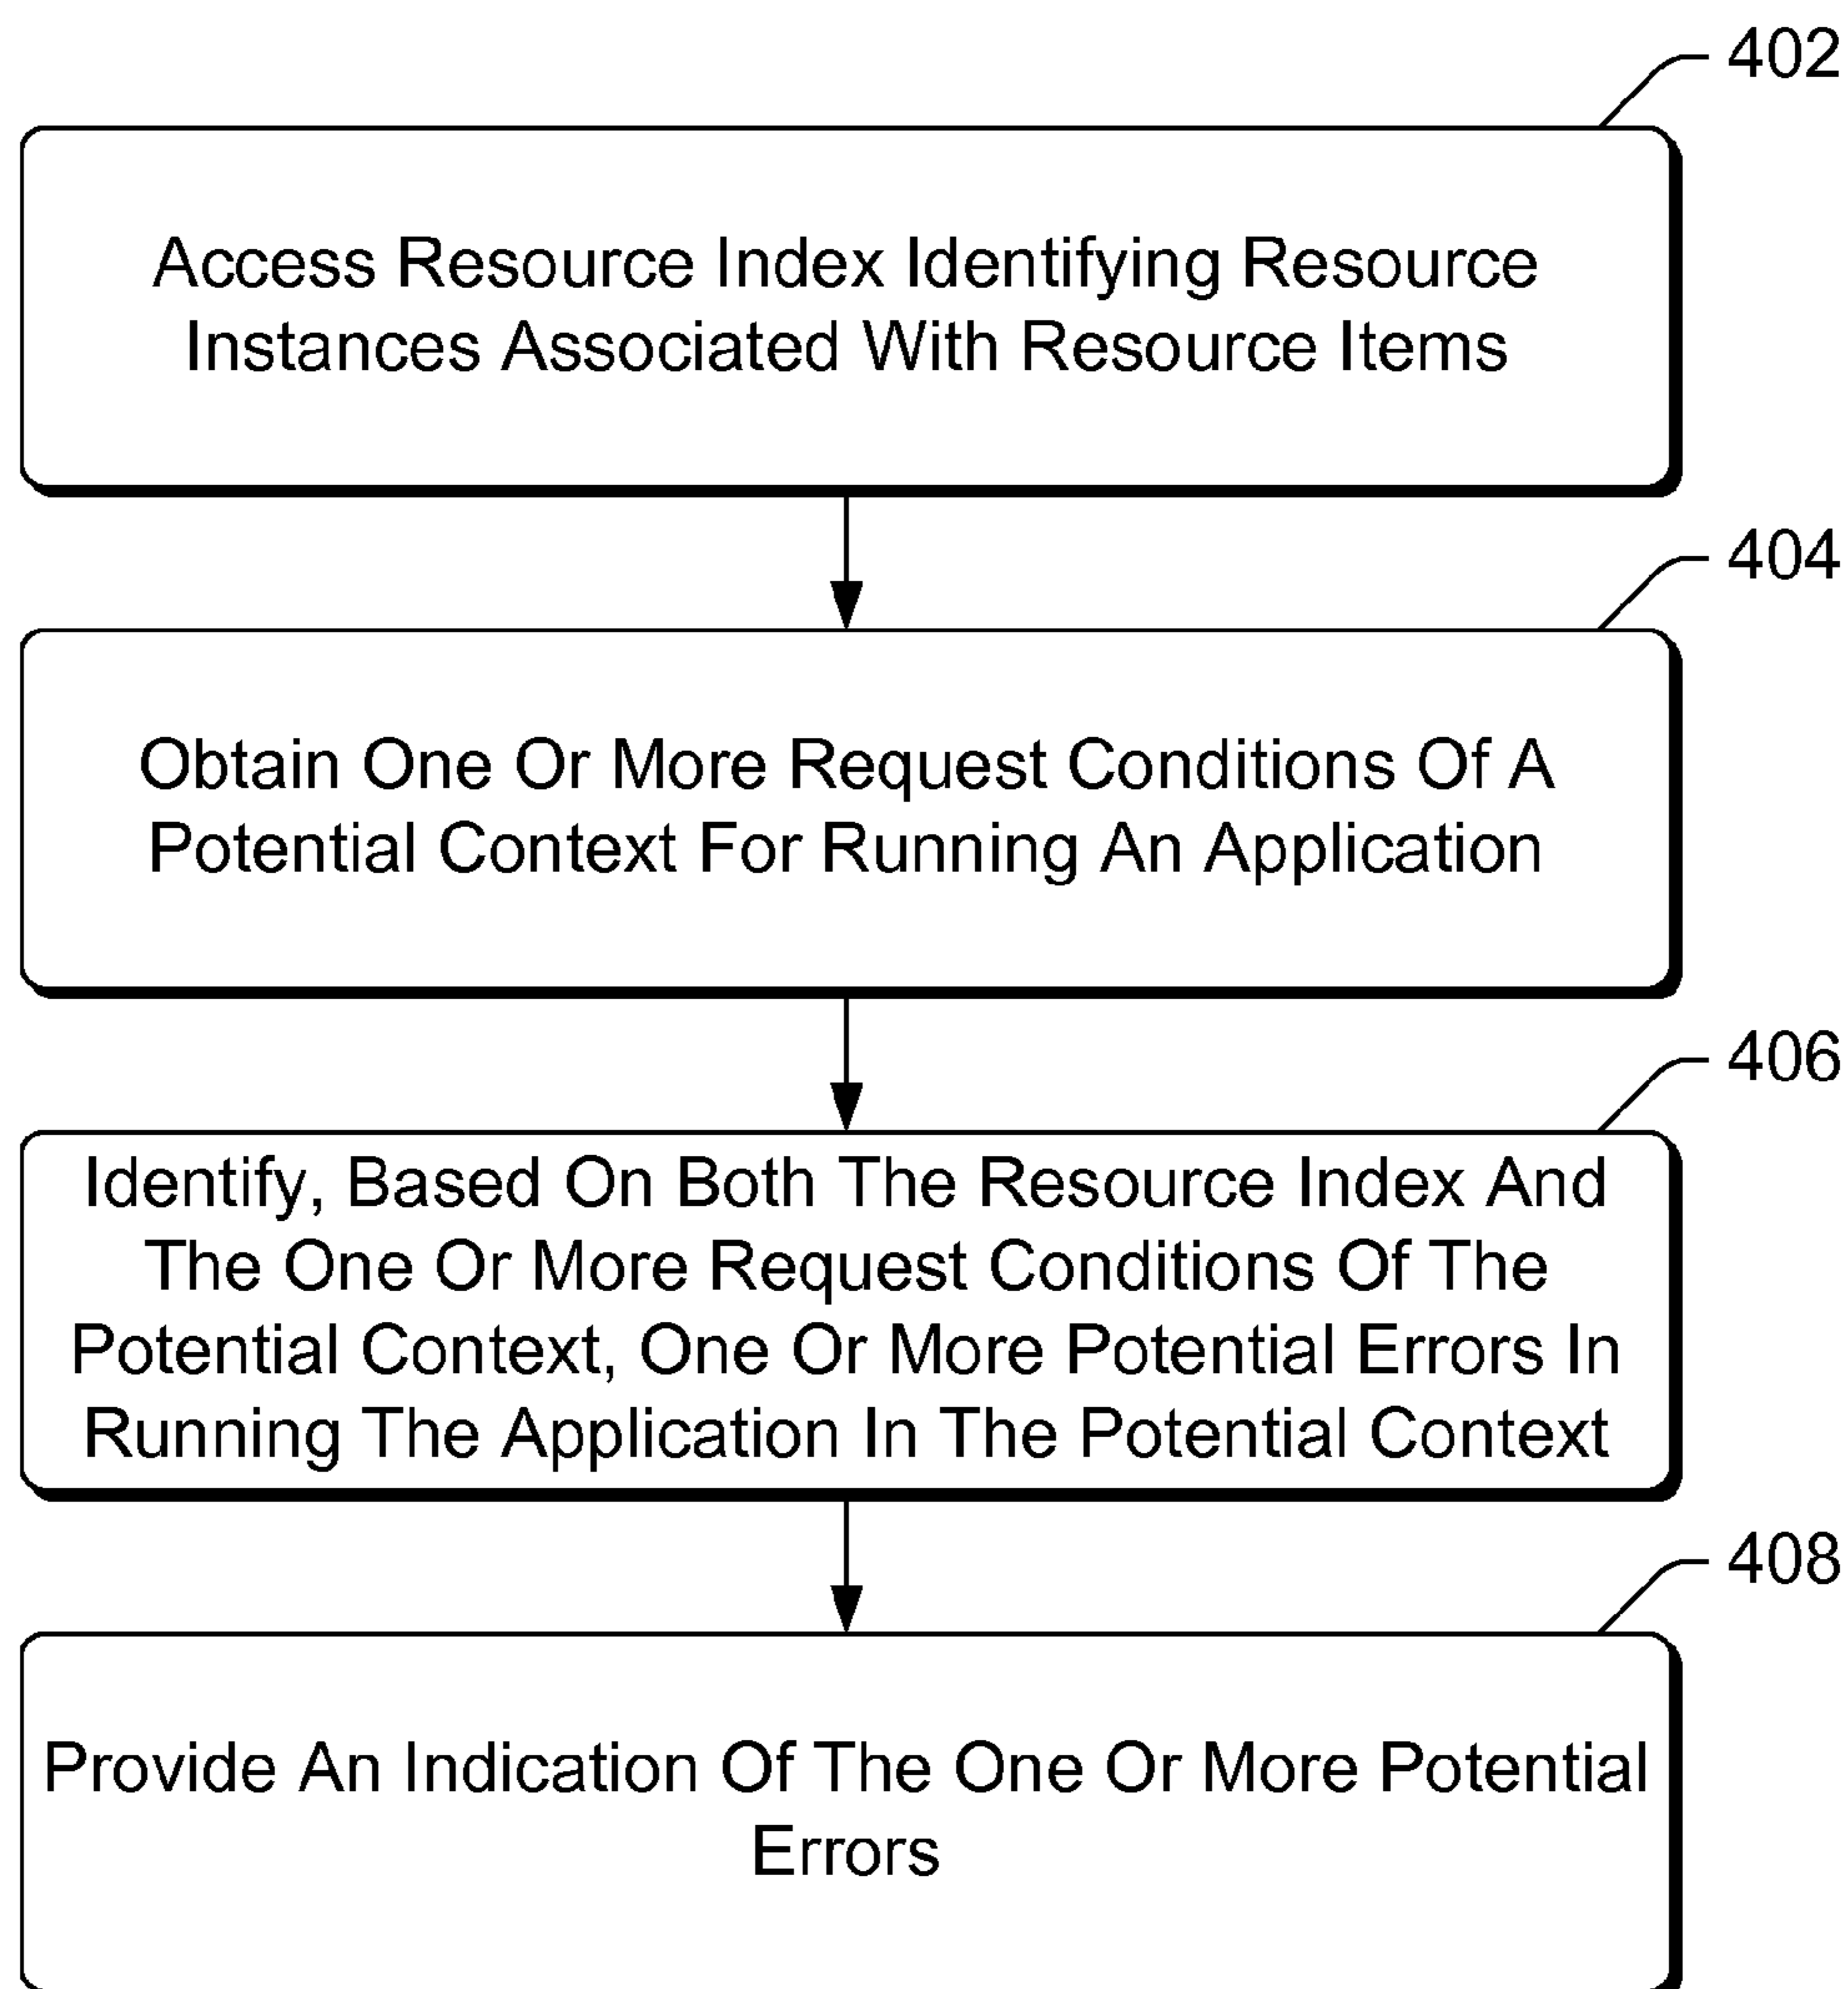 402
Access Resource Index Identifying Resource
Instances Associated With Resource Items
404
Obtain One Or More Request Conditions Of A
Potential Context For Running An Application
406
Identify, Based On Both The Resource Index And
The One Or More Request Conditions Of The
Potential Context, One Or More Potential Errors In
Running The Application In The Potential Context
408
Provide An Indication Of The One Or More Potential
Errors